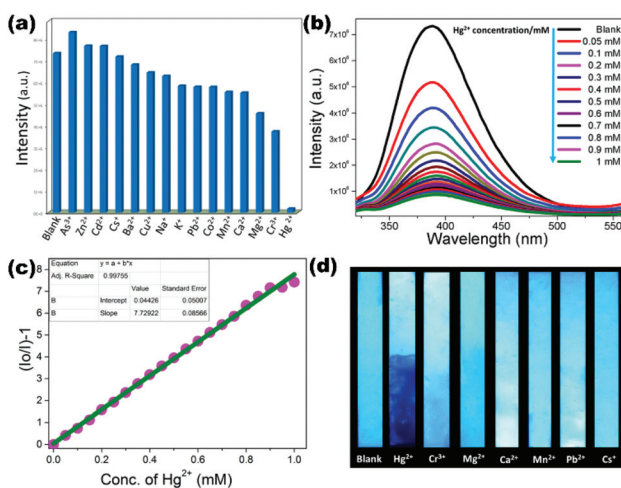 (a)
Intensity (a.u.)
Blank
As³⁺
Zn²⁺
Cd²⁺
Cs⁺
Ba²⁺
Cu²⁺
Na⁺
K⁺
Pb²⁺
Co²⁺
Mn²⁺
Ca²⁺
Mg²⁺
Cr³⁺
Hg²⁺
(b)
Hg²⁺ concentration/mM
Blank
0.05 mM
0.1 mM
0.2 mM
0.3 mM
0.4 mM
0.5 mM
0.6 mM
0.7 mM
0.8 mM
0.9 mM
1 mM
7x10⁶
6x10⁶
5x10⁶
4x10⁶
3x10⁶
2x10⁶
1x10⁶
Intensity (a.u.)
350 400 450 500 550
Wavelength (nm)
(c)
Equation y = a + b*x
Adj. R-Square 0.99755
Value Standard Error
B Intercept 0.04426 0.05007
B Slope 7.72922 0.08566
8
7
6
5
4
3
2
1
0
(Io/I)-1
0.0 0.2 0.4 0.6 0.8 1.0
Conc. of Hg²⁺ (mM)
(d)
Blank Hg²⁺ Cr³⁺ Mg²⁺ Ca²⁺ Mn²⁺ Pb²⁺ Cs⁺